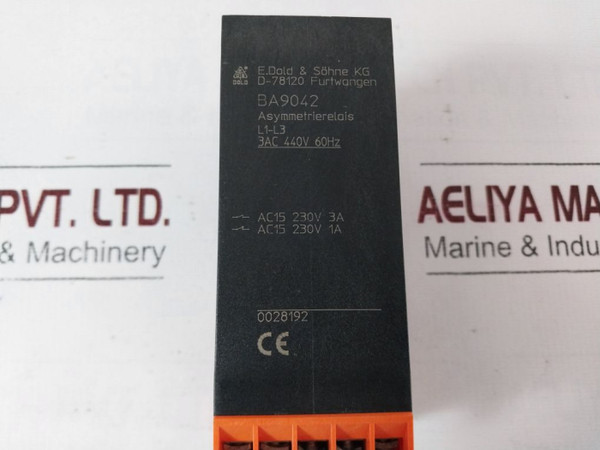 E.Dold & Söhne KG
D-78120 Furtwangen
DOLD
BA9042
Asymmetrierelais
L1-L3
3AC 440V 60Hz
AC15 230V 3A
AC15 230V 1A
0028192
CE
PVT. LTD.
& Machinery
AELIYA MA
Marine & Indu